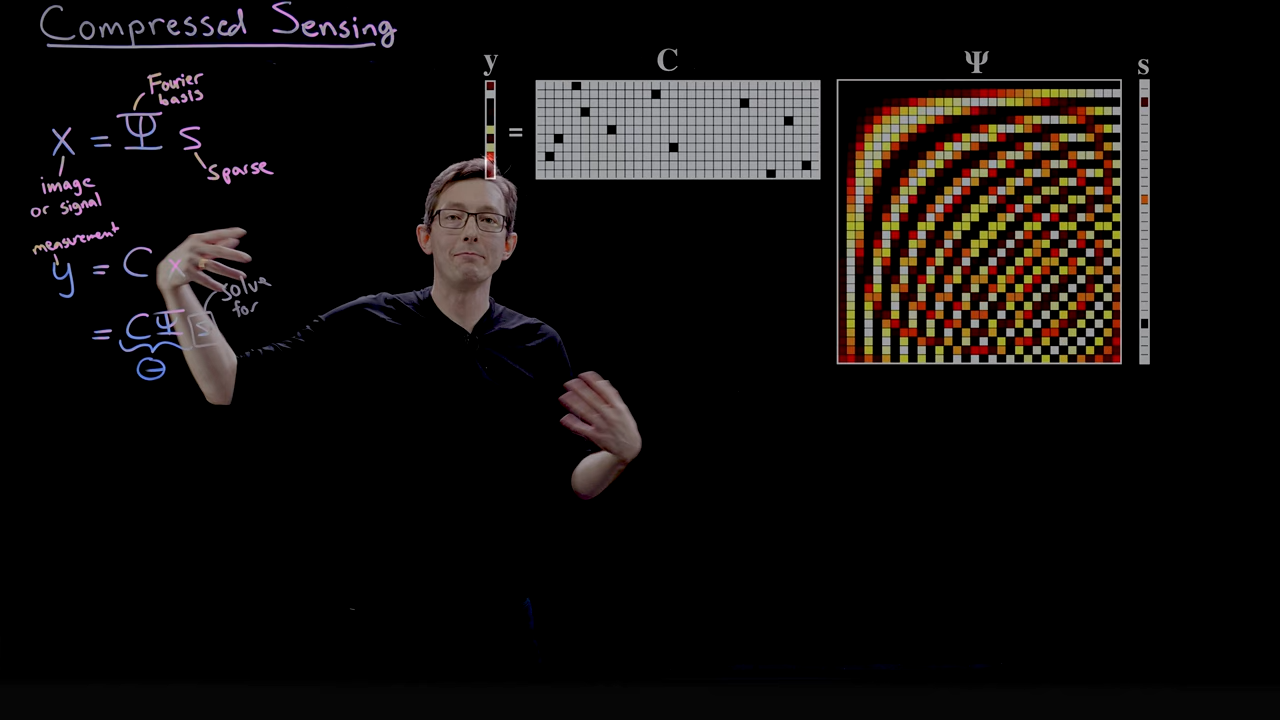 Compressed Sensing
Fourier
basis
x = Ψ s
image
or signal
sparse
measurement
y = C x
solve
for
= CΨ s
Θ
y
=
C
Ψ
s